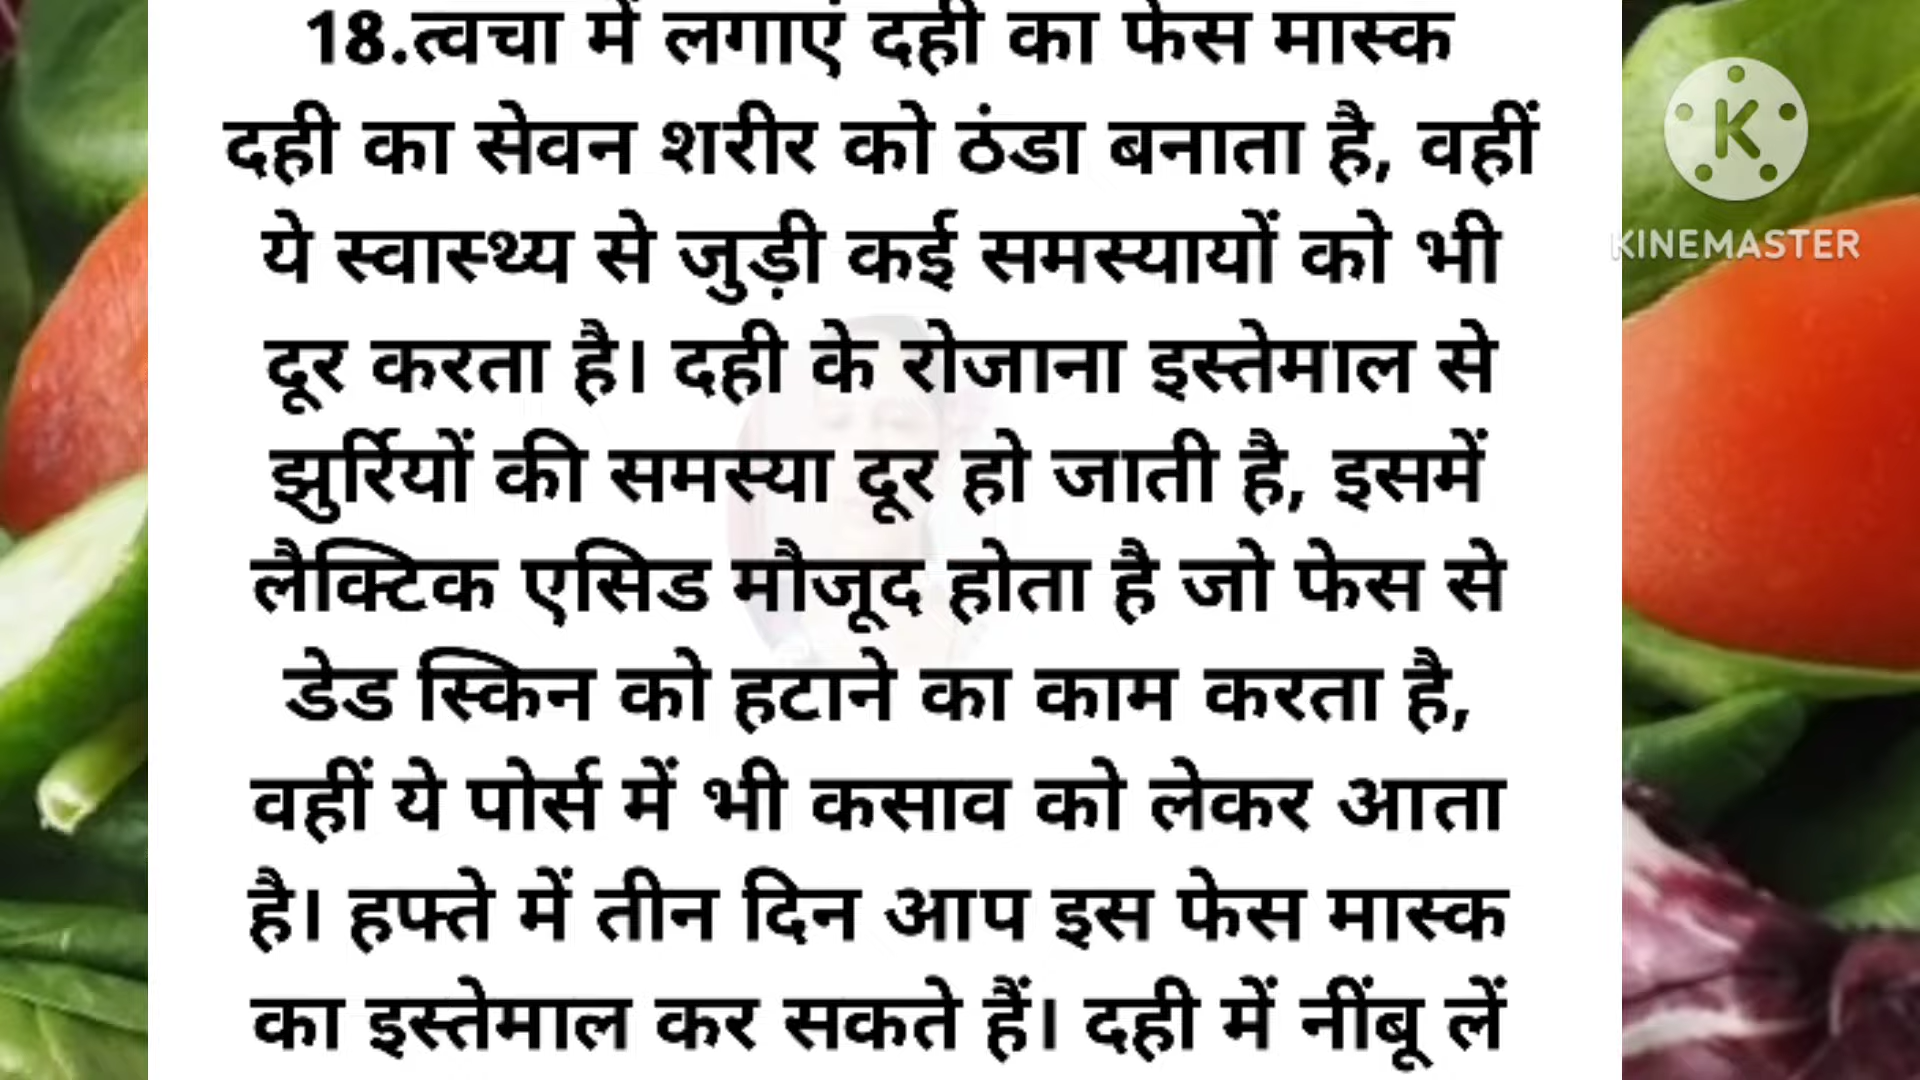 18.त्वचा में लगाएं दही का फेस मास्क
दही का सेवन शरीर को ठंडा बनाता है, वहीं
ये स्वास्थ्य से जुड़ी कई समस्यायों को भी
दूर करता है। दही के रोजाना इस्तेमाल से
झुर्रियों की समस्या दूर हो जाती है, इसमें
लैक्टिक एसिड मौजूद होता है जो फेस से
डेड स्किन को हटाने का काम करता है,
वहीं ये पोर्स में भी कसाव को लेकर आता
है। हफ्ते में तीन दिन आप इस फेस मास्क
का इस्तेमाल कर सकते हैं। दही में नींबू लें
K
KINEMASTER